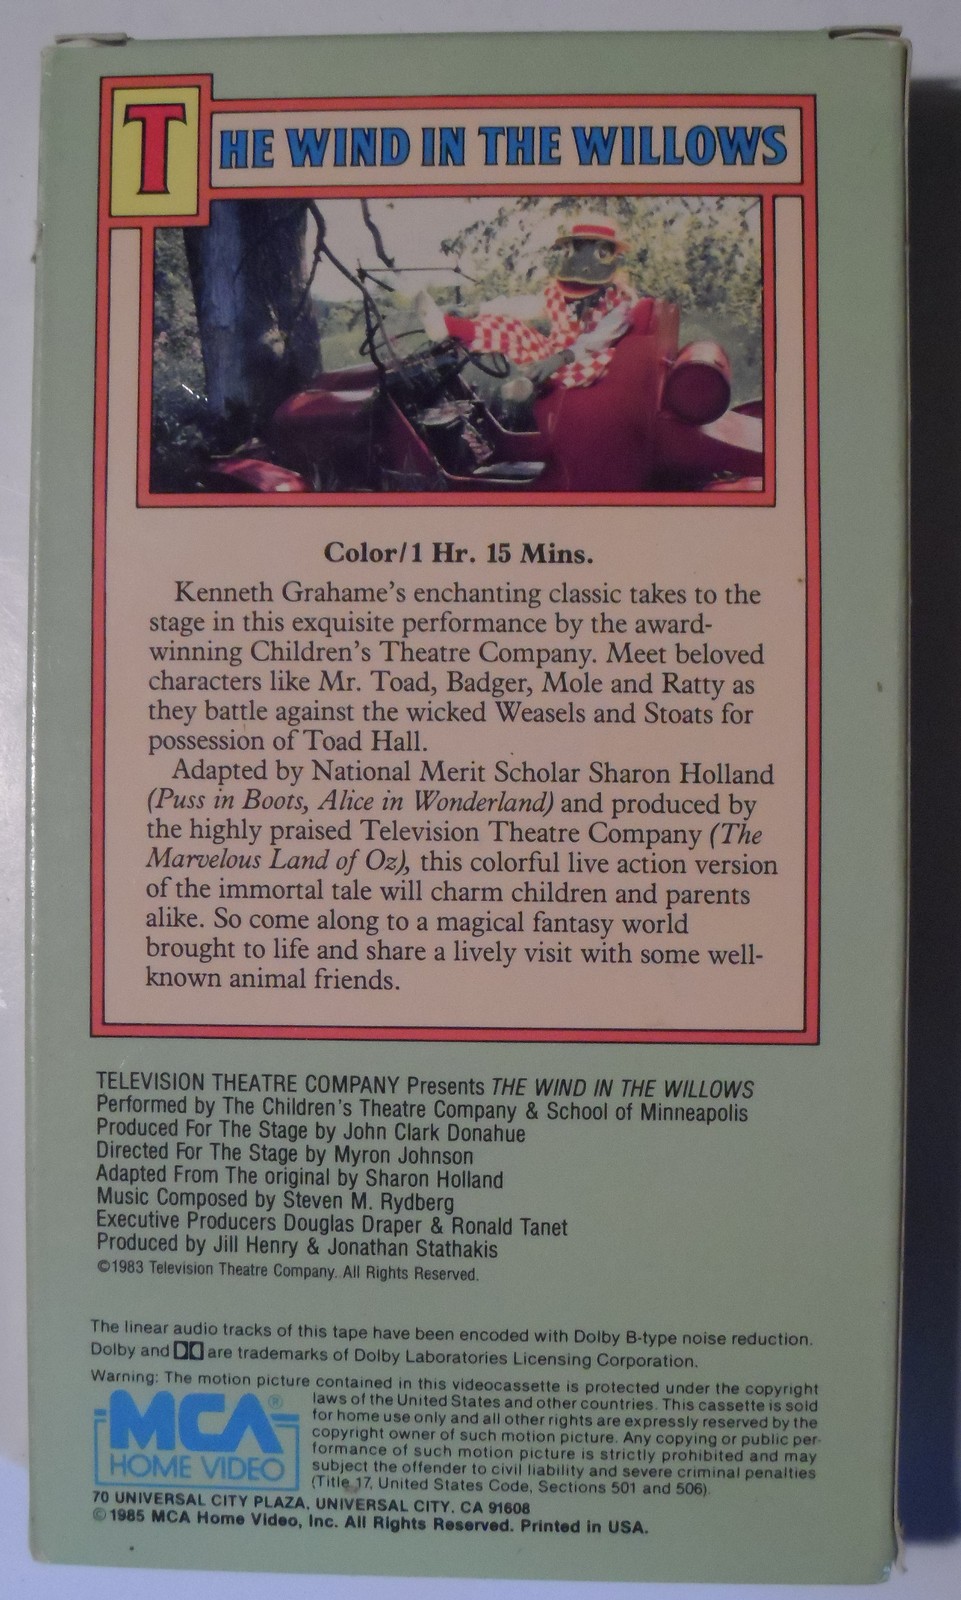 THE WIND IN THE WILLOWS
Color/1 Hr. 15 Mins.
Kenneth Grahame's enchanting classic takes to the
stage in this exquisite performance by the award-
winning Children's Theatre Company. Meet beloved
characters like Mr. Toad, Badger, Mole and Ratty as
they battle against the wicked Weasels and Stoats for
possession of Toad Hall.
Adapted by National Merit Scholar Sharon Holland
(Puss in Boots, Alice in Wonderland) and produced by
the highly praised Television Theatre Company (The
Marvelous Land of Oz), this colorful live action version
of the immortal tale will charm children and parents
alike. So come along to a magical fantasy world
brought to life and share a lively visit with some well-
known animal friends.
TELEVISION THEATRE COMPANY Presents THE WIND IN THE WILLOWS
Performed by The Children's Theatre Company & School of Minneapolis
Produced For The Stage by John Clark Donahue
Directed For The Stage by Myron Johnson
Adapted From The original by Sharon Holland
Music Composed by Steven M. Rydberg
Executive Producers Douglas Draper & Ronald Tanet
Produced by Jill Henry & Jonathan Stathakis
©1983 Television Theatre Company. All Rights Reserved.
The linear audio tracks of this tape have been encoded with Dolby B-type noise reduction.
Dolby and DD are trademarks of Dolby Laboratories Licensing Corporation.
Warning: The motion picture contained in this videocassette is protected under the copyright
laws of the United States and other countries. This cassette is sold
for home use only and all other rights are expressly reserved by the
copyright owner of such motion picture. Any copying or public per-
formance of such motion picture is strictly prohibited and may
subject the offender to civil liability and severe criminal penalties
(Title 17, United States Code, Sections 501 and 506).
MCA®
HOME VIDEO
70 UNIVERSAL CITY PLAZA, UNIVERSAL CITY, CA 91608
©1985 MCA Home Video, Inc. All Rights Reserved. Printed in USA.